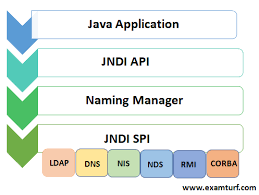 Java Application
JNDI API
Naming Manager
JNDI SPI
LDAP DNS NIS NDS RMI CORBA
www.examturf.com